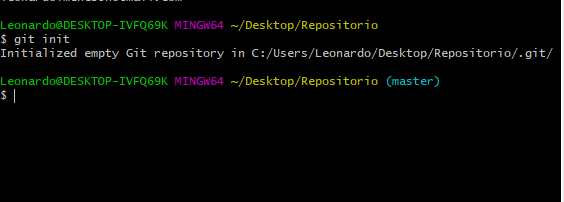 Leonardo@DESKTOP-IVFQ69K MINGW64 ~/Desktop/Repositorio
$ git init
Initialized empty Git repository in C:/Users/Leonardo/Desktop/Repositorio/.git/
Leonardo@DESKTOP-IVFQ69K MINGW64 ~/Desktop/Repositorio (master)
$